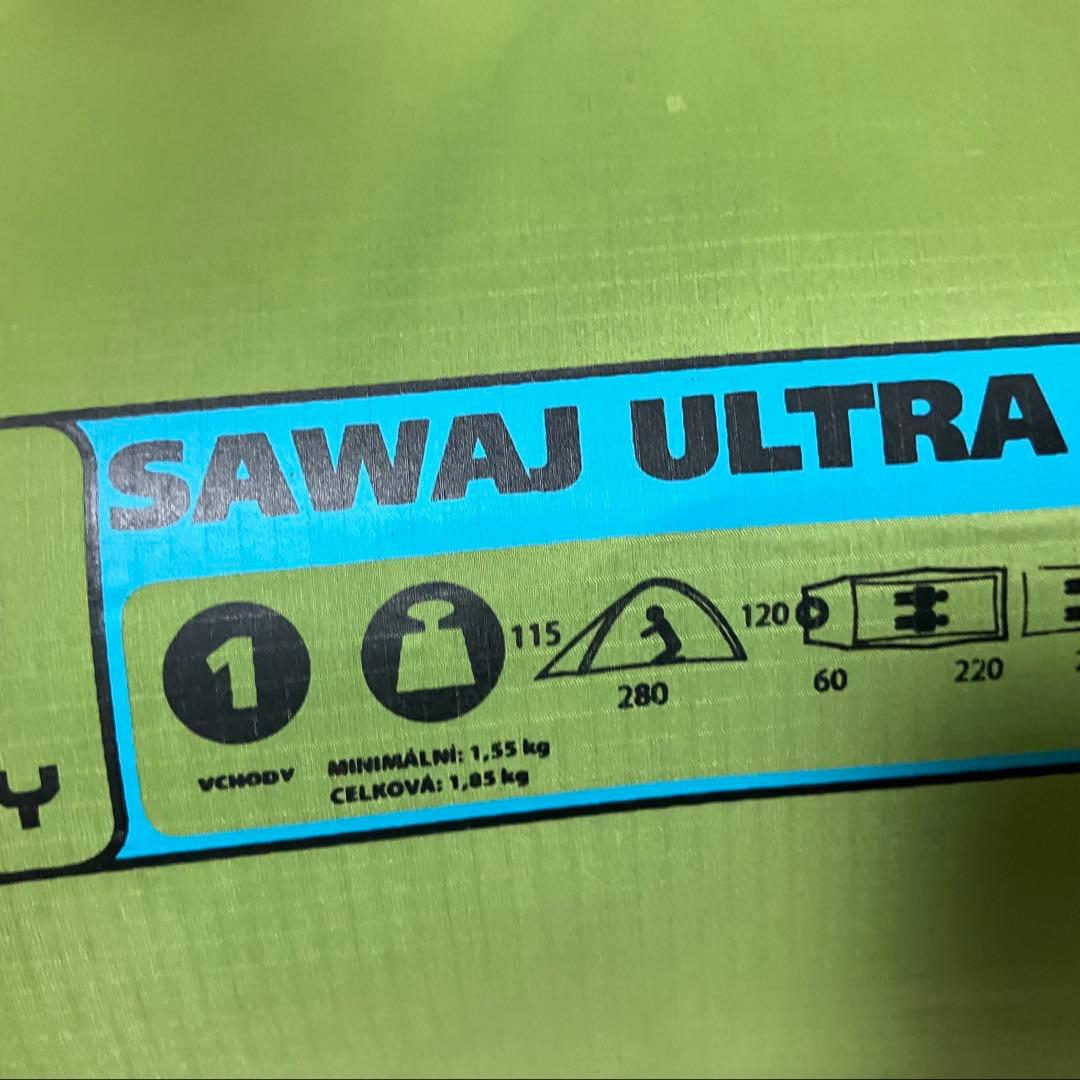 SAWAJ ULTRA
1
115
280
120
60
220
VCHODY
MINIMÁLNÍ: 1,55 kg
CELKOVÁ: 1,85 kg
Y